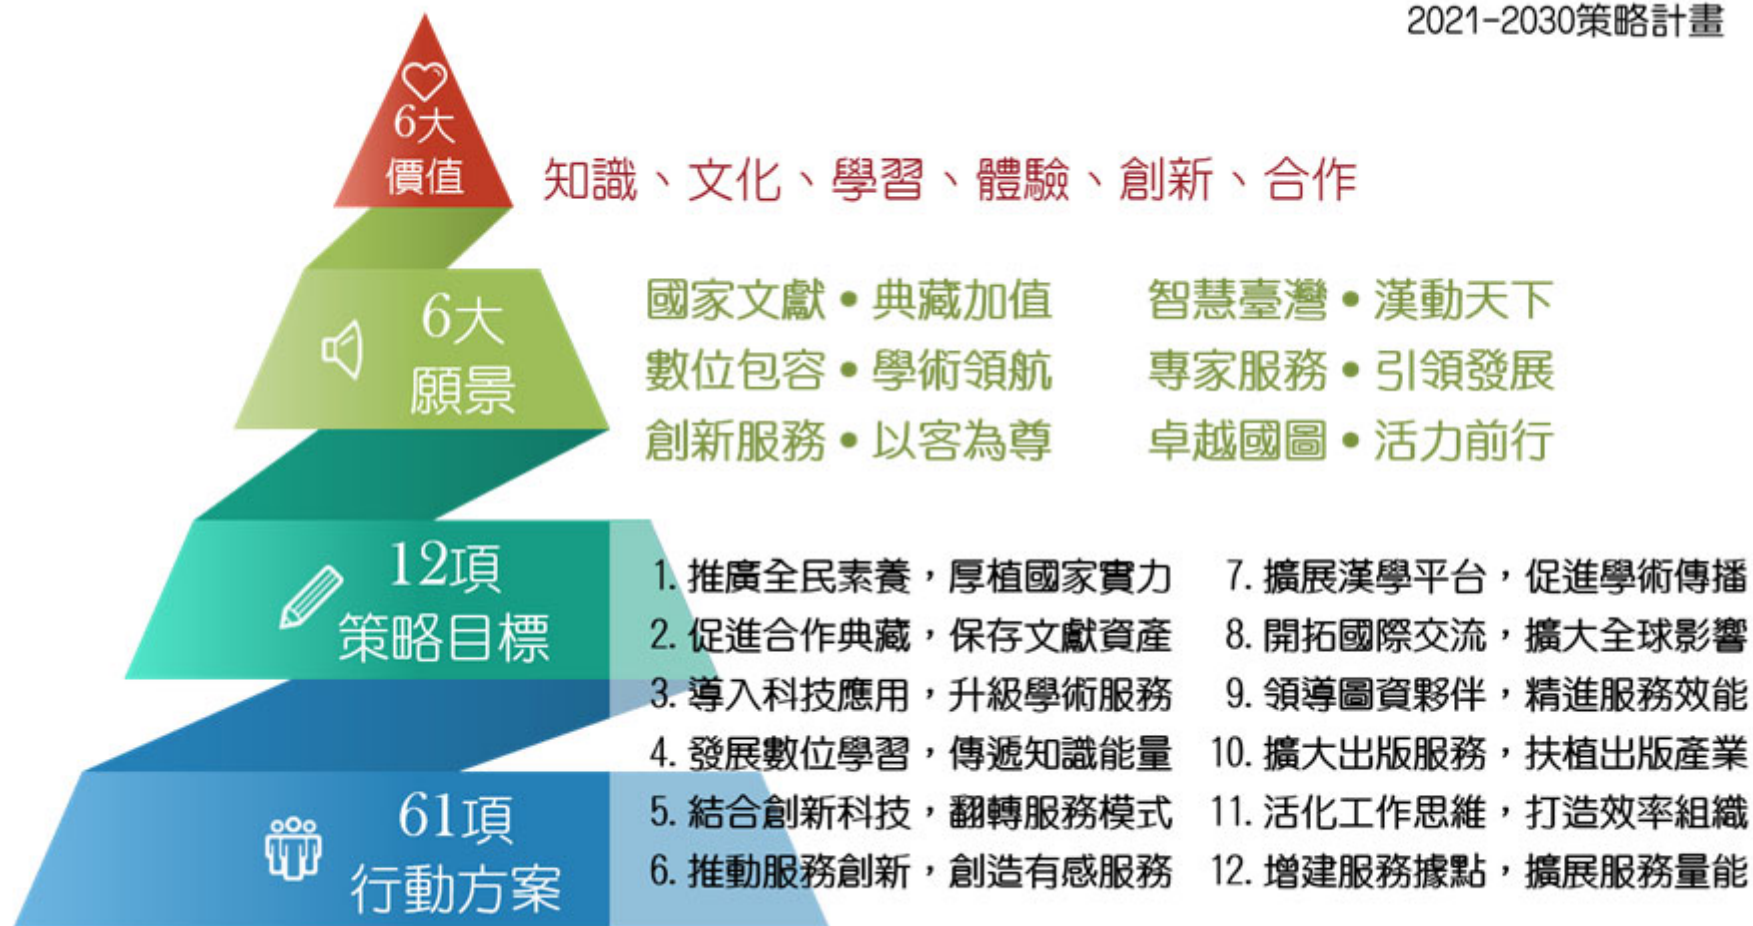 2021-2030策略計畫
6大
價值
知識、文化、學習、體驗、創新、合作
6大
願景
國家文獻•典藏加值
智慧臺灣•漢動天下
數位包容•學術領航
專家服務•引領發展
創新服務•以客為尊
卓越國圖•活力前行
12項
策略目標
1. 推廣全民素養，厚植國家實力
2. 促進合作典藏，保存文獻資產
3. 導入科技應用，升級學術服務
4. 發展數位學習，傳遞知識能量
5. 結合創新科技，翻轉服務模式
6. 推動服務創新，創造有感服務
7. 擴展漢學平台，促進學術傳播
8. 開拓國際交流，擴大全球影響
9. 領導圖資夥伴，精進服務效能
10. 擴大出版服務，扶植出版產業
11. 活化工作思維，打造效率組織
12. 增建服務據點，擴展服務量能
61項
行動方案